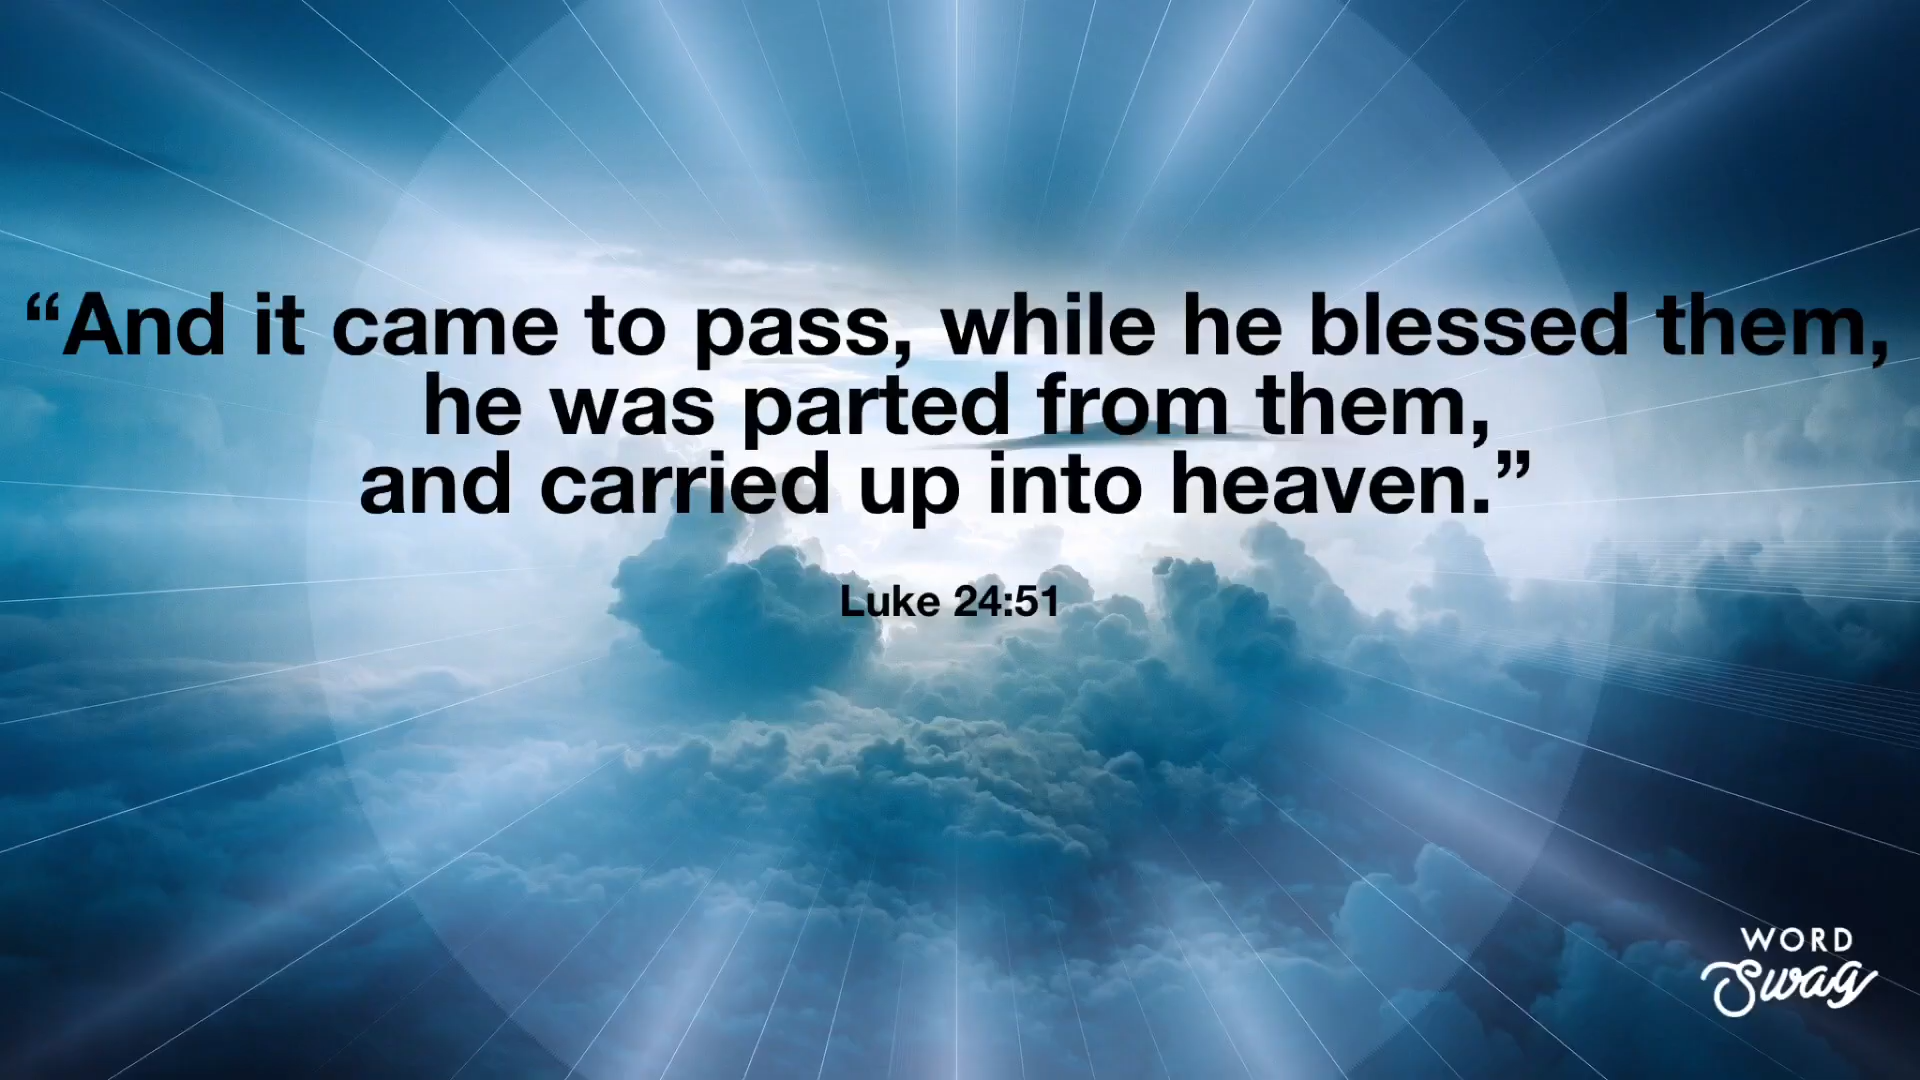 “And it came to pass, while he blessed them,
he was parted from them,
and carried up into heaven.”
Luke 24:51
WORD
Swag